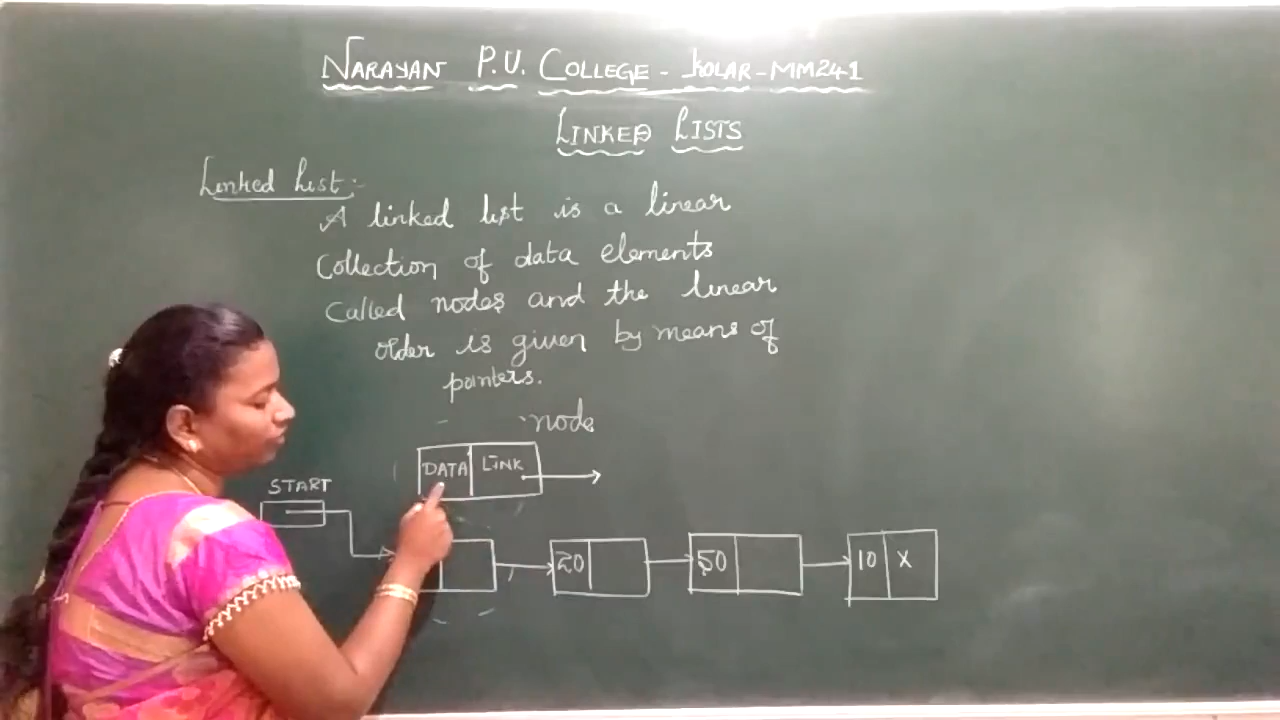 NARAYAN P.U. COLLEGE - KOLAR - MM241
LINKED LISTS
Linked List:-
A linked list is a linear
Collection of data elements
Called nodes and the linear
older is given by means of
pointers.
node
DATA LINK
START
20 50 10 X